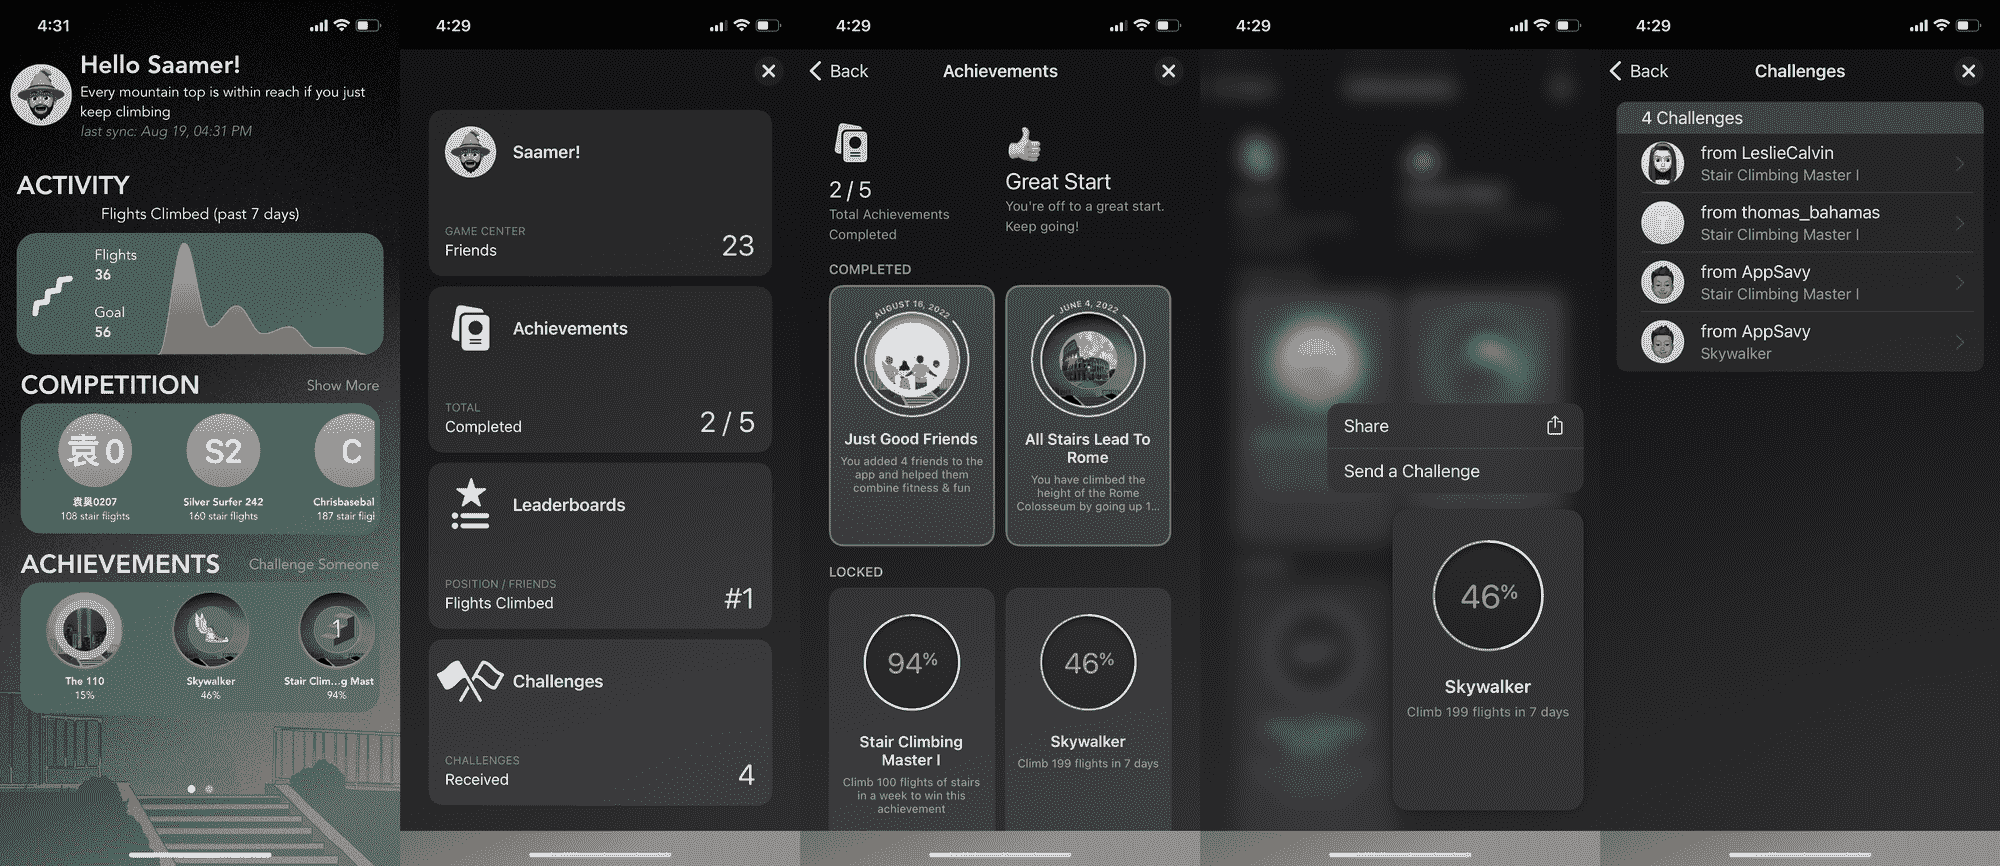 4:31
Hello Saamer!
Every mountain top is within reach if you just
keep climbing
last sync: Aug 19, 04:31 PM
ACTIVITY
Flights Climbed (past 7 days)
Flights
36
Goal
56
COMPETITION
Show More
袁 0
S2
C
Silver Surfer 242
Chrisbasebal
108 stair flights
160 stair flights
187 stair fligl
ACHIEVEMENTS
Challenge Someone
1
The 110
Skywalker
Stair Clim...g Mast
15%
46%
94%
4:29
Saamer!
GAME CENTER
Friends
23
Achievements
TOTAL
Completed
2 / 5
Leaderboards
POSITION / FRIENDS
Flights Climbed
#1
Challenges
CHALLENGES
Received
4
4:29
Back
Achievements
2 / 5
Total Achievements
Completed
Great Start
You're off to a great start.
Keep going!
COMPLETED
AUGUST 16, 2022
Just Good Friends
You added 4 friends to the
app and helped them
combine fitness & fun
JUNE 4, 2022
All Stairs Lead To
Rome
You have climbed the
height of the Rome
Colosseum by going up 1...
LOCKED
94%
Stair Climbing
Master I
Climb 100 flights of stairs
in a week to win this
achievement
46%
Skywalker
Climb 199 flights in 7 days
4:29
Share
Send a Challenge
46%
Skywalker
Climb 199 flights in 7 days
4:29
Back
Challenges
4 Challenges
from LeslieCalvin
Stair Climbing Master I
from thomas_bahamas
Stair Climbing Master I
from AppSavy
Stair Climbing Master I
from AppSavy
Skywalker